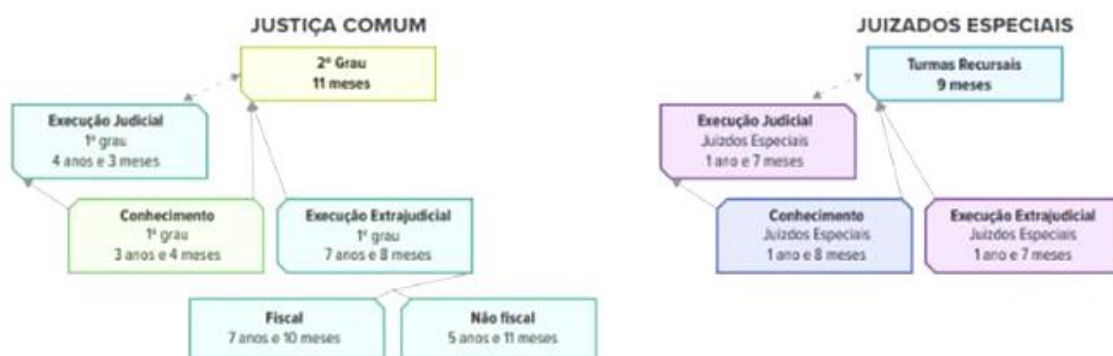 JUSTIÇA COMUM
2º Grau
11 meses
Execução Judicial
1º grau
4 anos e 3 meses
Conhecimento
1º grau
3 anos e 4 meses
Execução Extrajudicial
1º grau
7 anos e 8 meses
Fiscal
7 anos e 10 meses
Não fiscal
5 anos e 11 meses
JUIZADOS ESPECIAIS
Turmas Recursais
9 meses
Execução Judicial
Juizados Especiais
1 ano e 7 meses
Conhecimento
Juizdos Especiais
1 ano e 8 meses
Execução Extrajudicial
Juizdos Especiais
1 ano e 7 meses